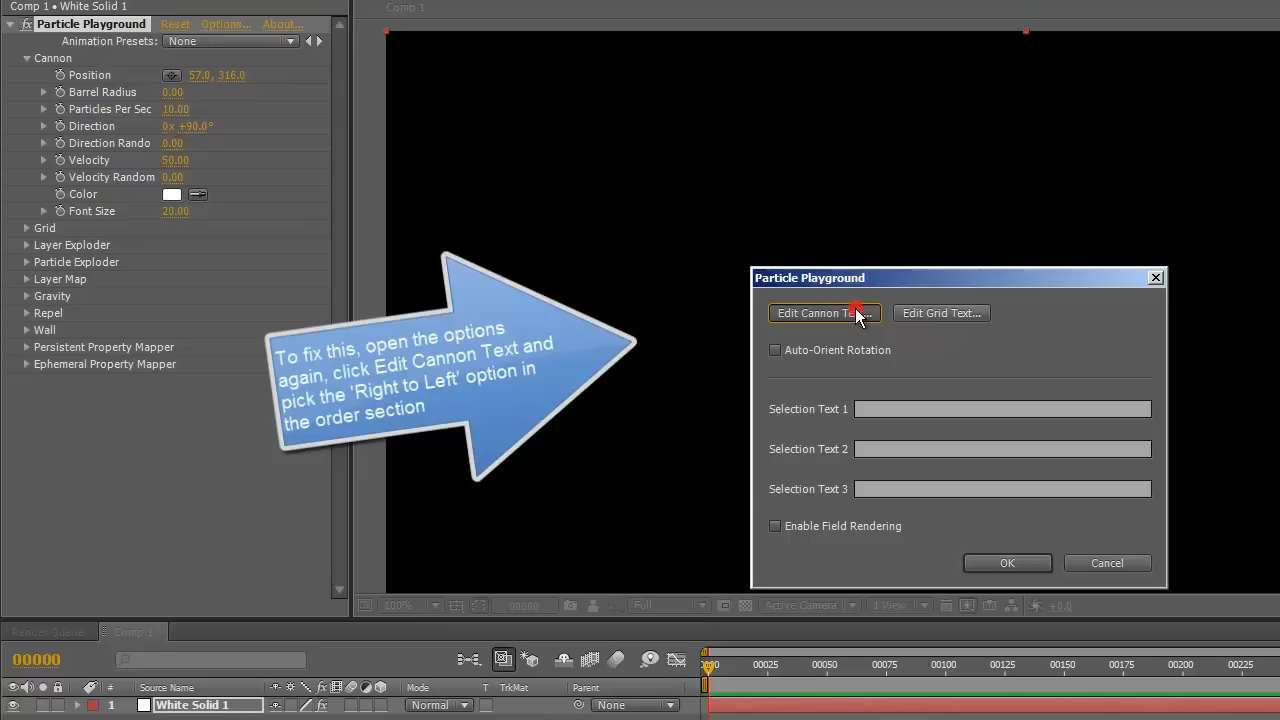 Comp 1 • White Solid 1
Comp 1
fx Particle Playground Reset Options... About...
Animation Presets: None
Cannon
Position 57.0, 316.0
Barrel Radius 0.00
Particles Per Sec 10.00
Direction 0x +90.0°
Direction Rando 0.00
Velocity 50.00
Velocity Random 0.00
Color
Font Size 20.00
Grid
Layer Exploder
Particle Exploder
Layer Map
Gravity
Repel
Wall
Persistent Property Mapper
Ephemeral Property Mapper
To fix this, open the options
again, click Edit Cannon Text and
pick the 'Right to Left' option in
the order section
Particle Playground
Edit Cannon Te... Edit Grid Text...
Auto-Orient Rotation
Selection Text 1
Selection Text 2
Selection Text 3
Enable Field Rendering
OK Cancel
100% 00000 Full Active Camera 1 View +0.0
Render Queue Comp 1
00000
00025 00050 00075 00100 00125 00150 00175 00200 00225
# Source Name fx Mode T TrkMat Parent
1 White Solid 1 fx Normal None